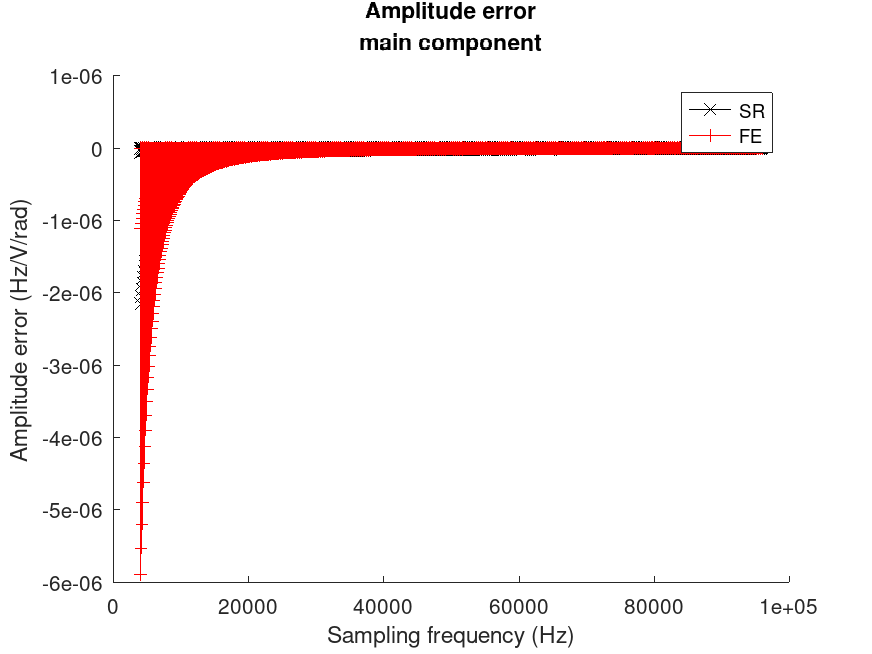 Amplitude error
main component
1e-06
0
-1e-06
-2e-06
-3e-06
-4e-06
-5e-06
-6e-06
Amplitude error (Hz/V/rad)
SR
FE
0
20000
40000
60000
80000
1e+05
Sampling frequency (Hz)